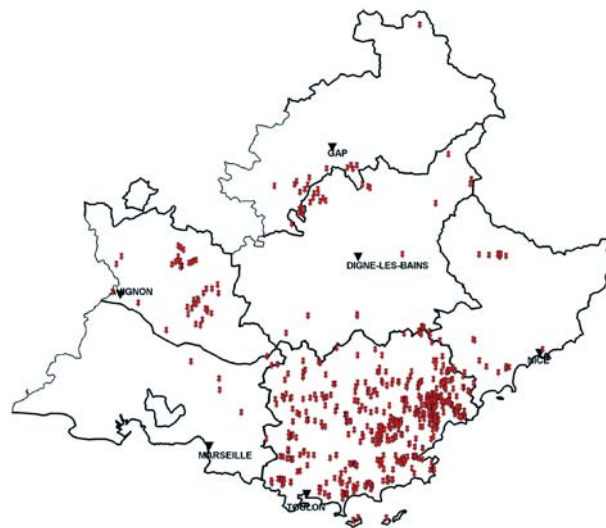 GAP
DIGNE-LES-BAINS
AVIGNON
NICE
MARSEILLE
TOULON